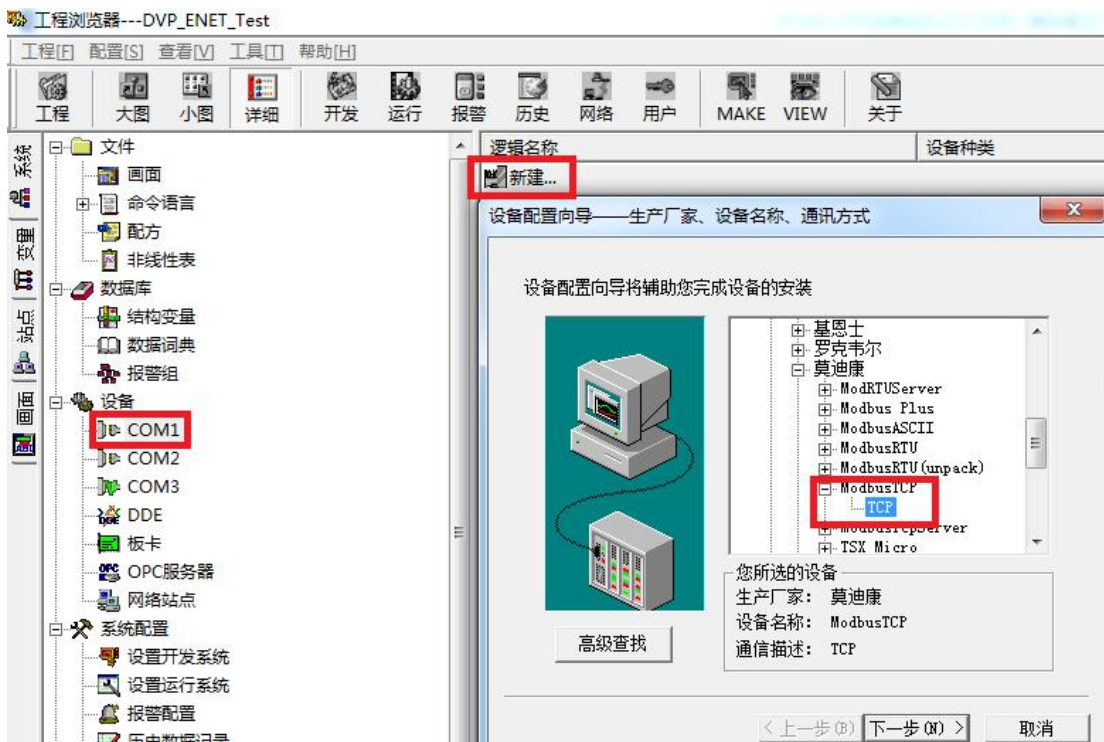 工程浏览器---DVP_ENET_Test
工程[F] 配置[S] 查看[V] 工具[T] 帮助[H]
工程 大图 小图 详细 开发 运行 报警 历史 网络 用户 MAKE VIEW 关于
系统
变量
站点
画面
文件
画面
命令语言
配方
非线性表
数据库
结构变量
数据词典
报警组
设备
COM1
COM2
COM3
DDE
板卡
OPC服务器
网络站点
系统配置
设置开发系统
设置运行系统
报警配置
历史数据记录
逻辑名称 设备种类
新建...
设备配置向导——生产厂家、设备名称、通讯方式
设备配置向导将辅助您完成设备的安装
基恩士
罗克韦尔
莫迪康
ModRTUServer
Modbus Plus
ModbusASCII
ModbusRTU
ModbusRTU(unpack)
ModbusTCP
TCP
ModbusTcpServer
TSX Micro
您所选的设备
生产厂家: 莫迪康
设备名称: ModbusTCP
通信描述: TCP
高级查找
< 上一步(B) 下一步(N) > 取消